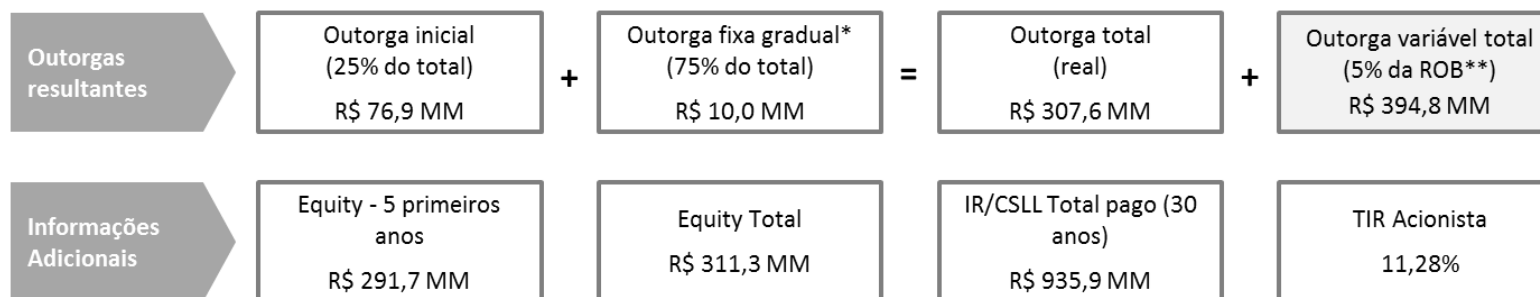 Outorgas
resultantes
Outorga inicial
(25% do total)
R$ 76,9 MM
+
Outorga fixa gradual*
(75% do total)
R$ 10,0 MM
=
Outorga total
(real)
R$ 307,6 MM
+
Outorga variável total
(5% da ROB**)
R$ 394,8 MM
Informações
Adicionais
Equity - 5 primeiros
anos
R$ 291,7 MM
Equity Total
R$ 311,3 MM
IR/CSLL Total pago (30
anos)
R$ 935,9 MM
TIR Acionista
11,28%